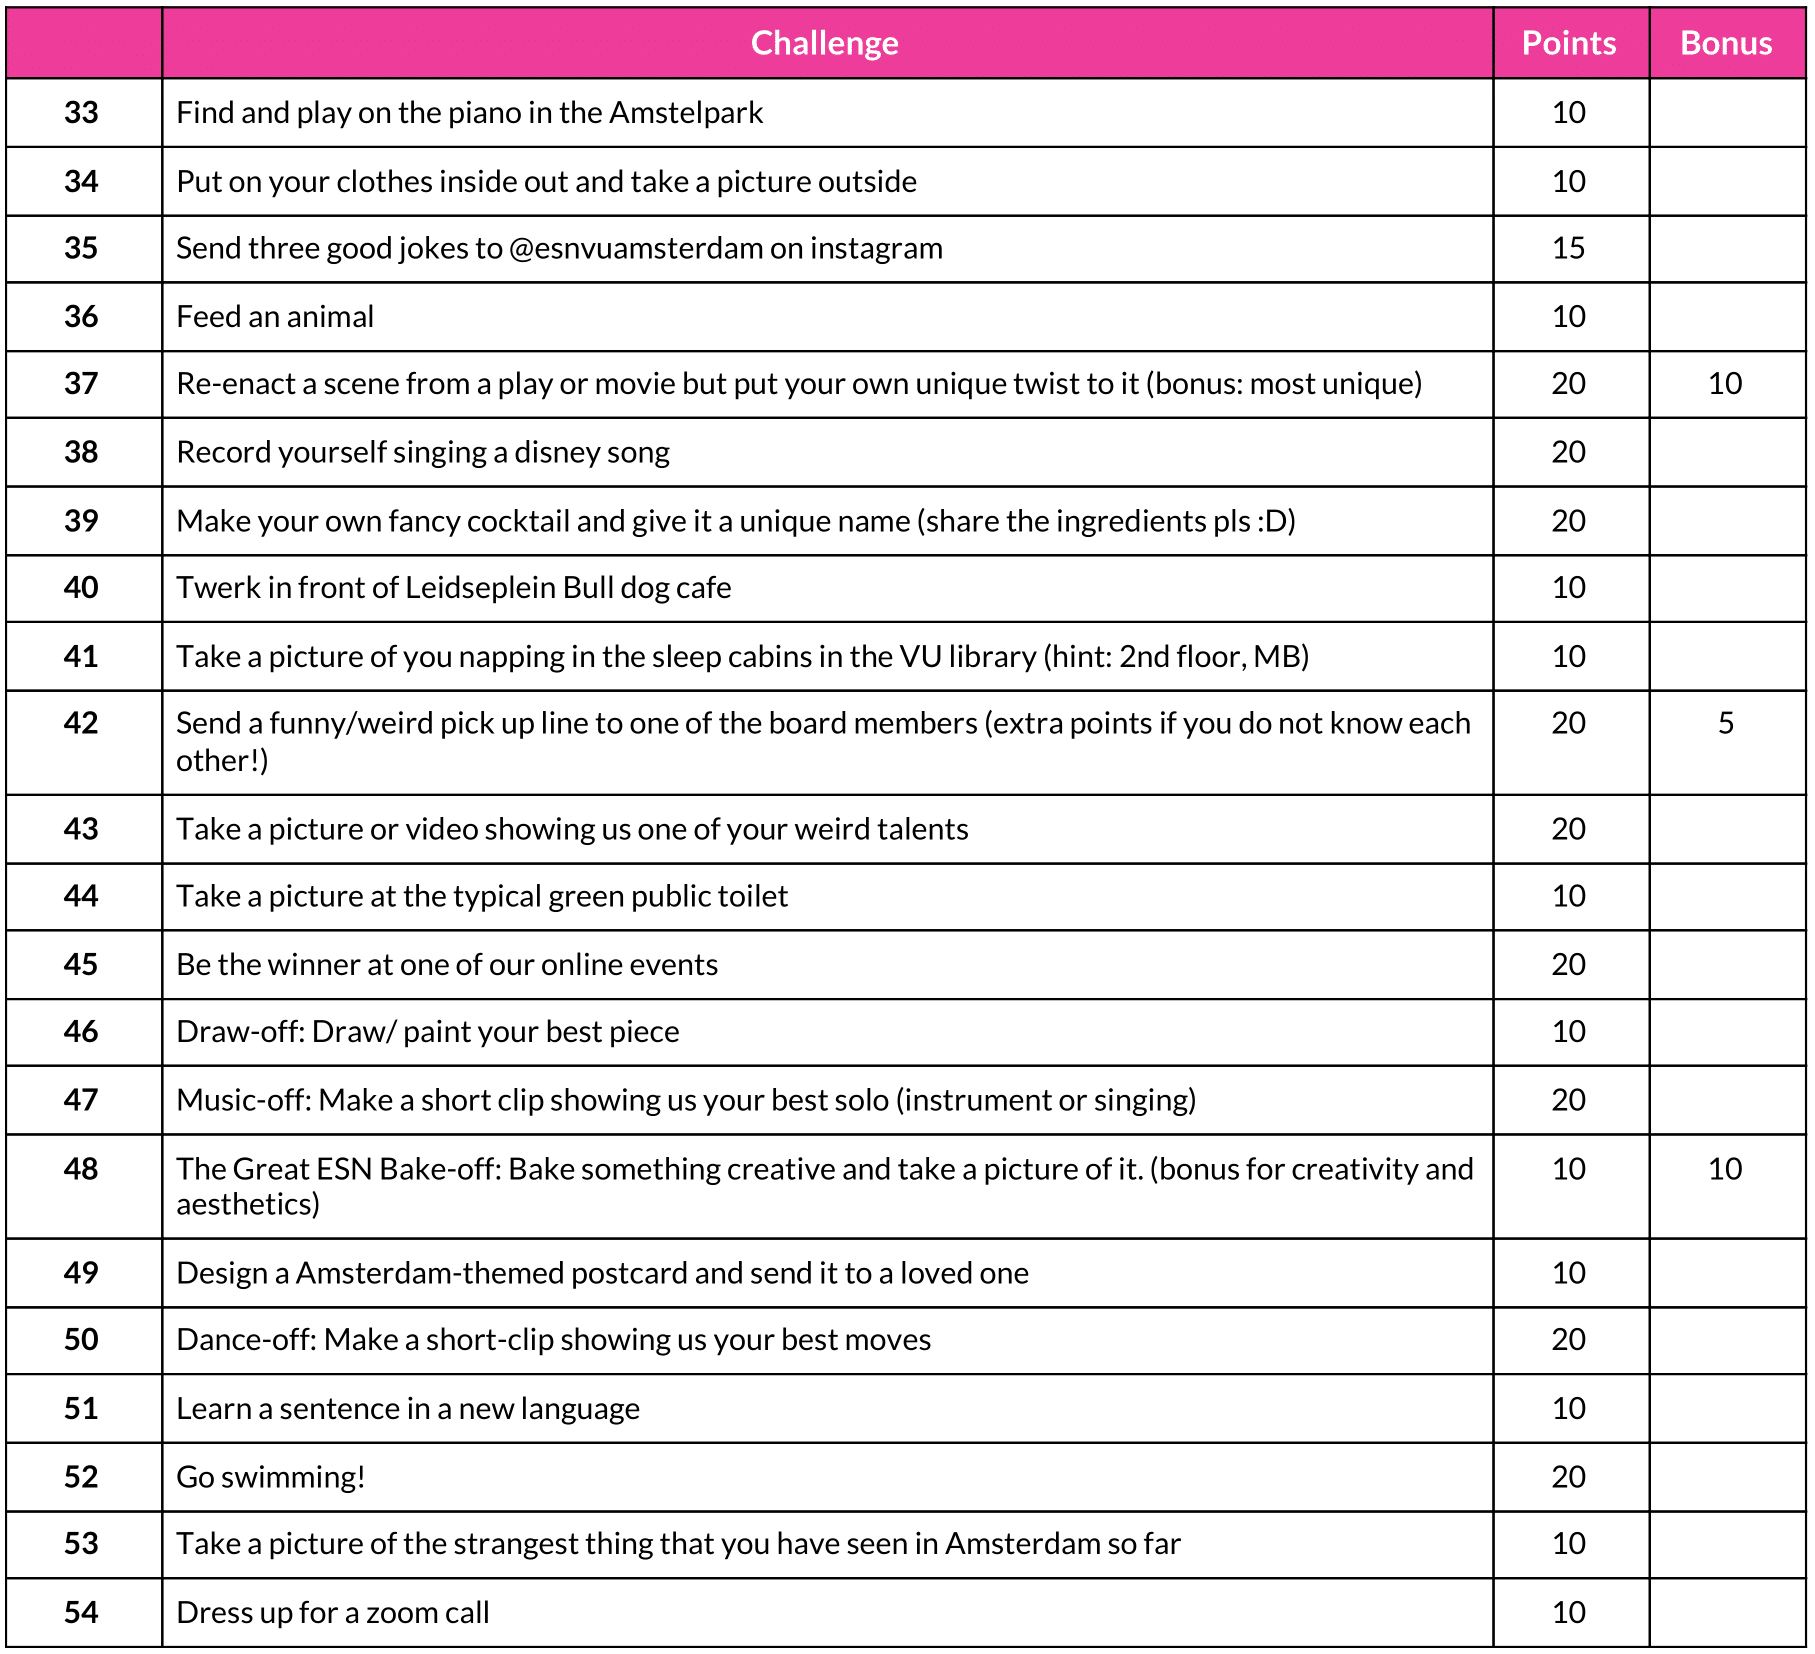 Challenge Points Bonus
33 Find and play on the piano in the Amstelpark 10
34 Put on your clothes inside out and take a picture outside 10
35 Send three good jokes to @esnvuamsterdam on instagram 15
36 Feed an animal 10
37 Re-enact a scene from a play or movie but put your own unique twist to it (bonus: most unique) 20 10
38 Record yourself singing a disney song 20
39 Make your own fancy cocktail and give it a unique name (share the ingredients pls :D) 20
40 Twerk in front of Leidseplein Bull dog cafe 10
41 Take a picture of you napping in the sleep cabins in the VU library (hint: 2nd floor, MB) 10
42 Send a funny/weird pick up line to one of the board members (extra points if you do not know each 20 5
other!)
43 Take a picture or video showing us one of your weird talents 20
44 Take a picture at the typical green public toilet 10
45 Be the winner at one of our online events 20
46 Draw-off: Draw/ paint your best piece 10
47 Music-off: Make a short clip showing us your best solo (instrument or singing) 20
48 The Great ESN Bake-off: Bake something creative and take a picture of it. (bonus for creativity and 10 10
aesthetics)
49 Design a Amsterdam-themed postcard and send it to a loved one 10
50 Dance-off: Make a short-clip showing us your best moves 20
51 Learn a sentence in a new language 10
52 Go swimming! 20
53 Take a picture of the strangest thing that you have seen in Amsterdam so far 10
54 Dress up for a zoom call 10